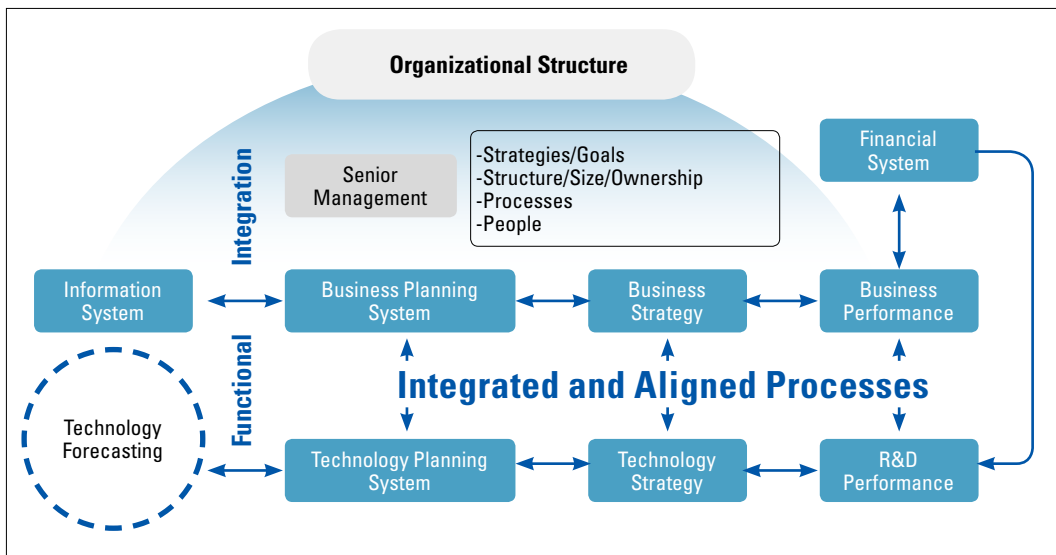 Organizational Structure
Senior
Management
-Strategies/Goals
-Structure/Size/Ownership
-Processes
-People
Financial
System
Integration
Information
System
Business Planning
System
Business
Strategy
Business
Performance
Functional
Integrated and Aligned Processes
Technology
Forecasting
Technology Planning
System
Technology
Strategy
R&D
Performance